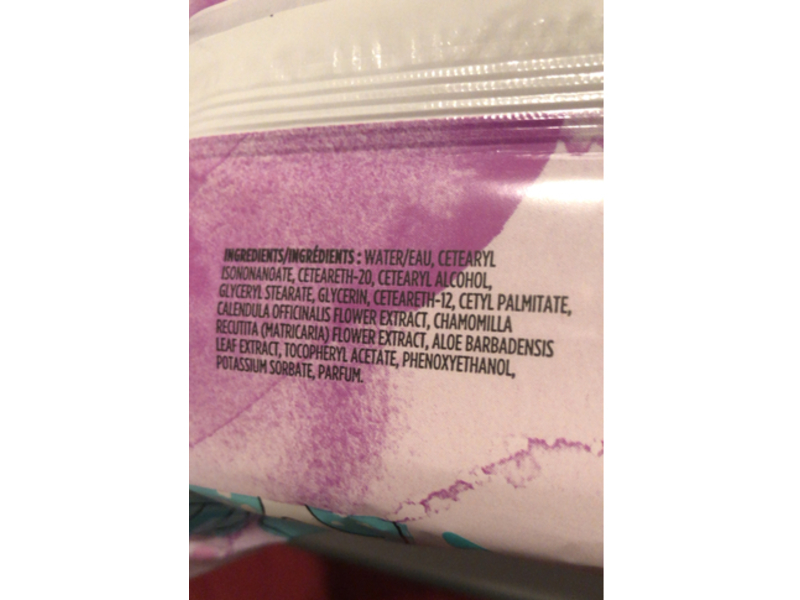 INGREDIENTS/INGRÉDIENTS : WATER/EAU, CETEARYL
ISONONANOATE, CETEARETH-20, CETEARYL ALCOHOL,
GLYCERYL STEARATE, GLYCERIN, CETEARETH-12, CETYL PALMITATE,
CALENDULA OFFICINALIS FLOWER EXTRACT, CHAMOMILLA
RECUTITA (MATRICARIA) FLOWER EXTRACT, ALOE BARBADENSIS
LEAF EXTRACT, TOCOPHERYL ACETATE, PHENOXYETHANOL,
POTASSIUM SORBATE, PARFUM.